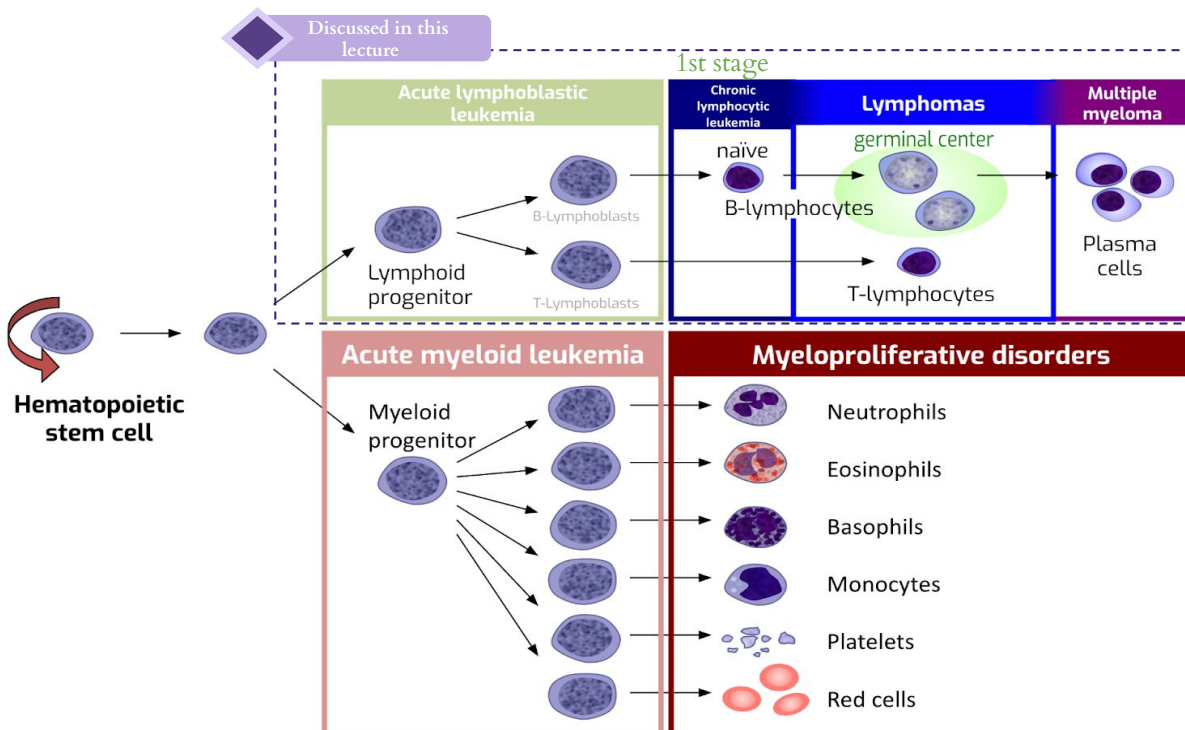 Discussed in this
lecture
1st stage
Acute lymphoblastic
leukemia
Chronic
lymphocytic
leukemia
Lymphomas
Multiple
myeloma
naïve
germinal center
B-Lymphoblasts
B-lymphocytes
Lymphoid
progenitor
Plasma
cells
T-Lymphoblasts
T-lymphocytes
Hematopoietic
stem cell
Acute myeloid leukemia
Myeloproliferative disorders
Myeloid
progenitor
Neutrophils
Eosinophils
Basophils
Monocytes
Platelets
Red cells